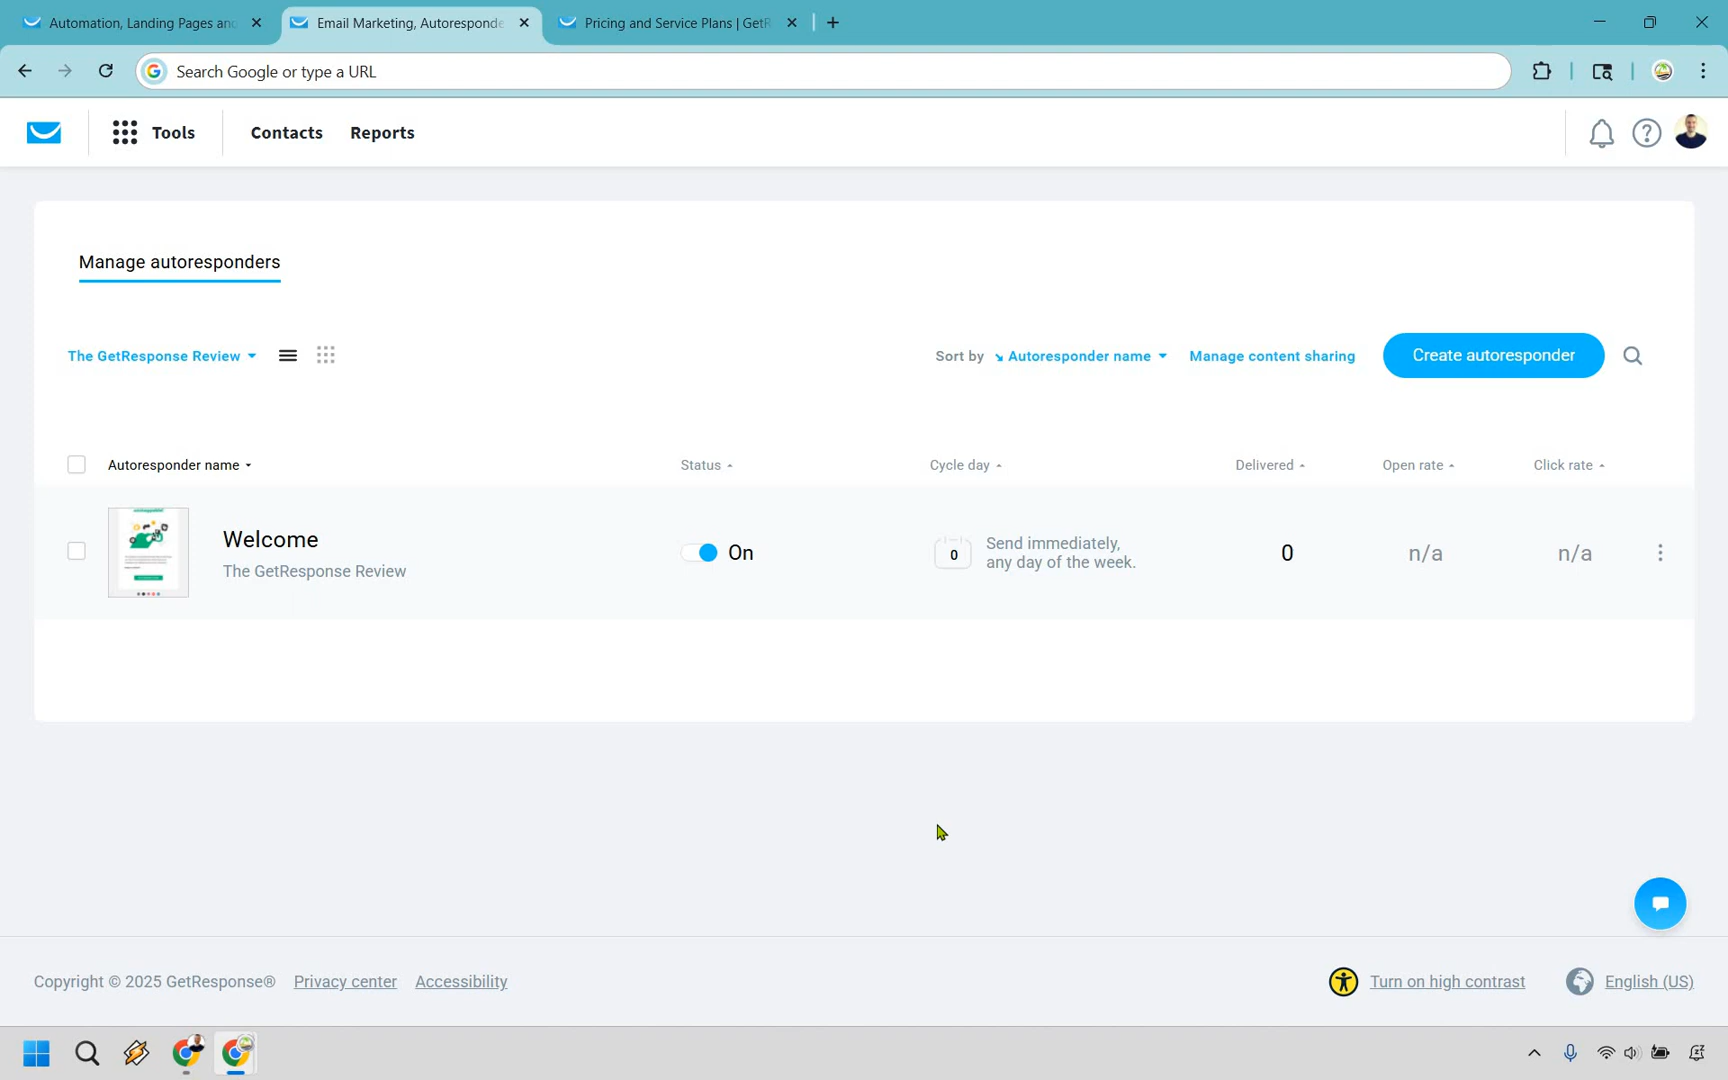 Automation, Landing Pages and
Email Marketing, Autoresponde
Pricing and Service Plans | GetR
Search Google or type a URL
Tools
Contacts
Reports
Manage autoresponders
The GetResponse Review
Sort by
Autoresponder name
Manage content sharing
Create autoresponder
Autoresponder name
Status
Cycle day
Delivered
Open rate
Click rate
Welcome
The GetResponse Review
On
0
Send immediately,
any day of the week.
0
n/a
n/a
Copyright © 2025 GetResponse®
Privacy center
Accessibility
Turn on high contrast
English (US)